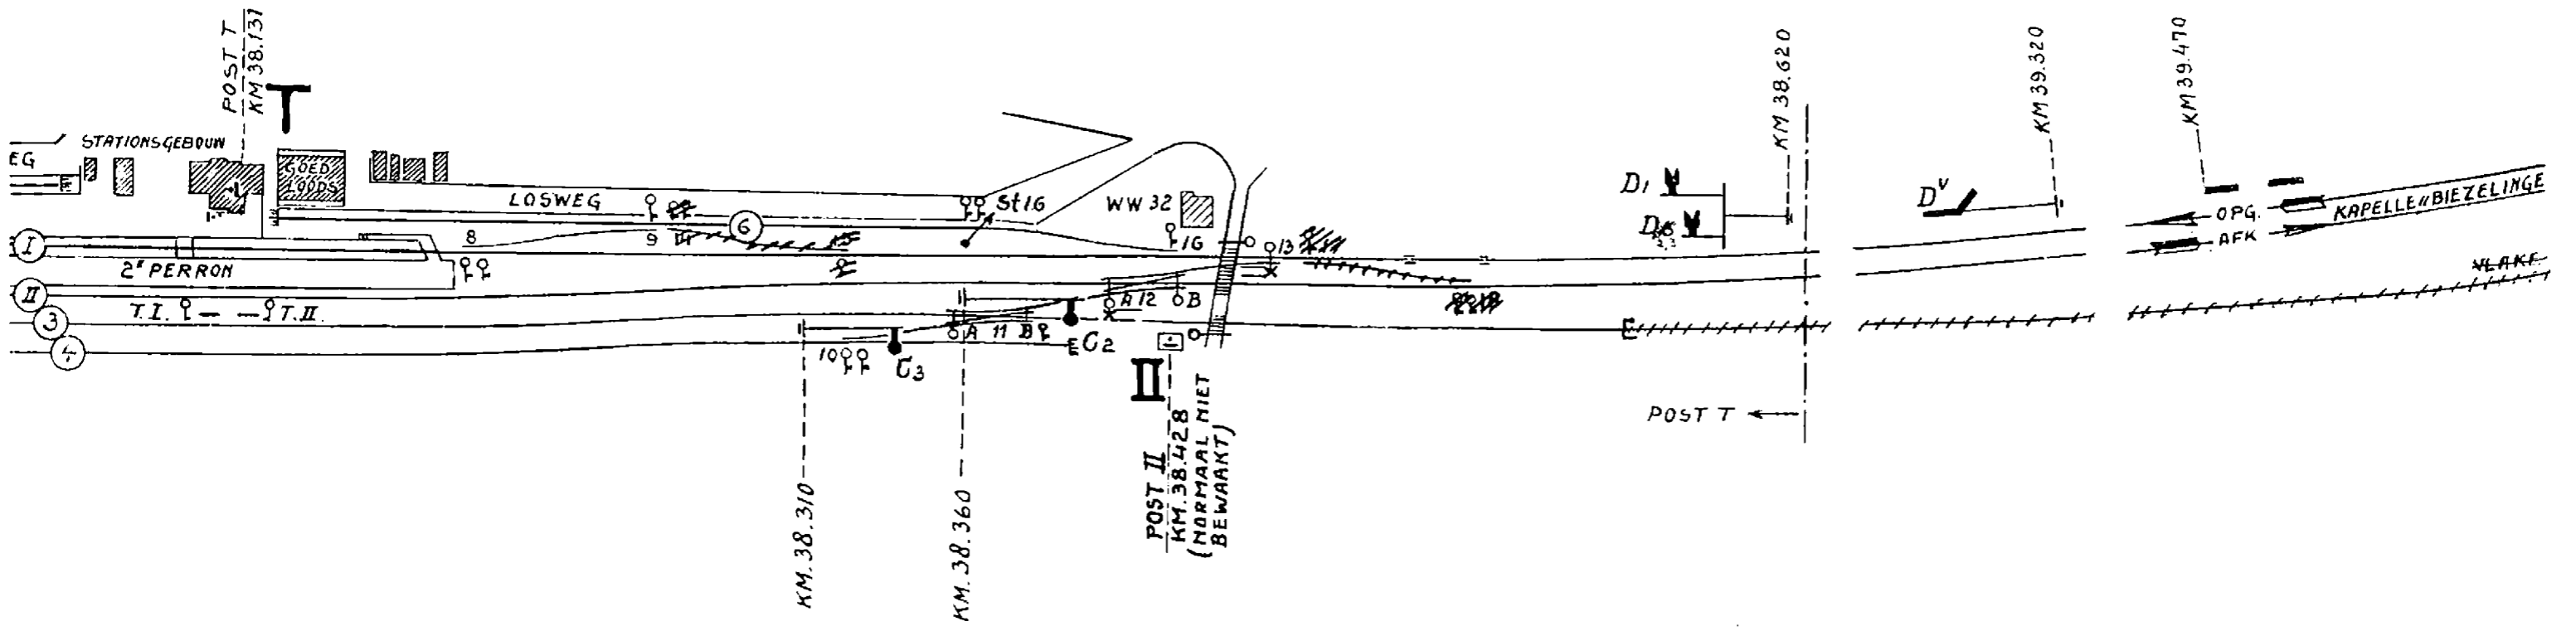 POST T
KM 38.131
T
KM 38.620
KM 39.320
KM 39.470
STATIONSGEBOUW
EG
GOED
LOODS
LOSWEG
St 16
WW 32
D1
DV
OPG.
AFK
KAPELLE-BIEZELINGE
VLAKE
I
8
9
6
16
13
2e PERRON
II
T.I.
T.II.
A 12 B
3
A 11 B
4
10
C3
C2
II
POST T
POST II
KM.38.428
(NORMAAL NIET
BEWAAKT)
KM.38.310
KM.38.360